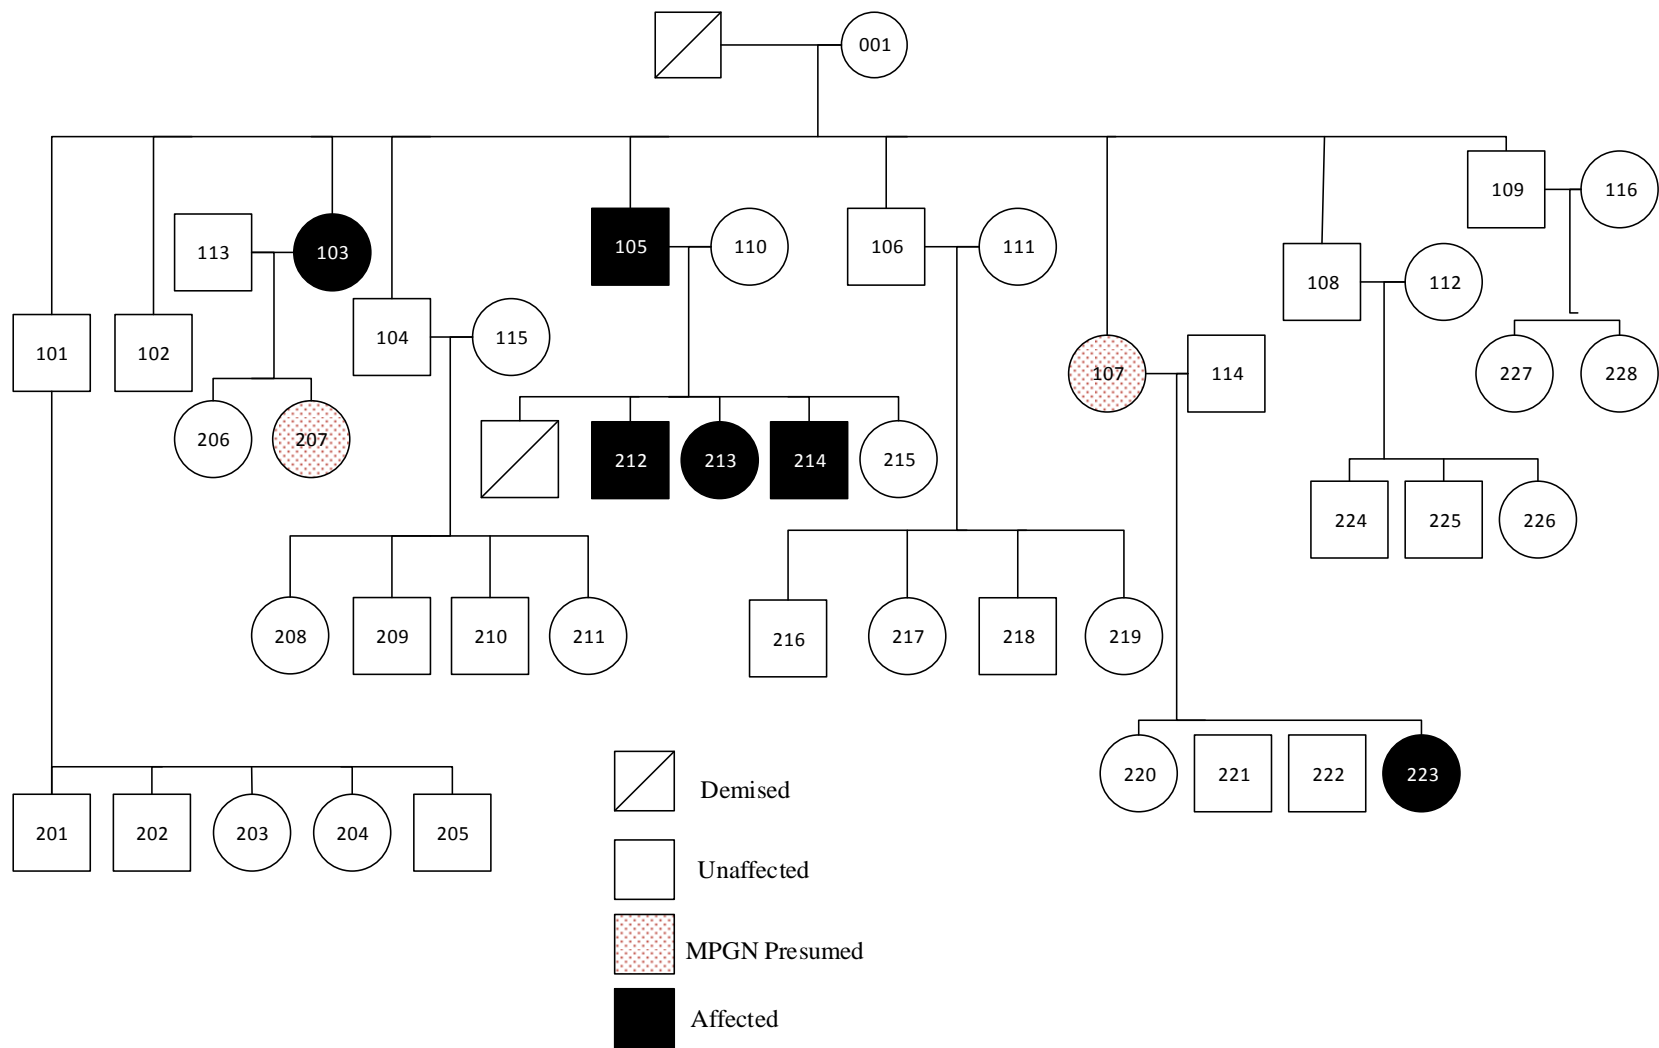 001
109 116
113 103 105 110 106 111
108 112
104 115
101 102 107 114 227 228
206 207
212 213 214 215
224 225 226
208 209 210 211 216 217 218 219
220 221 222 223
Demised
201 202 203 204 205
Unaffected
MPGN Presumed
Affected